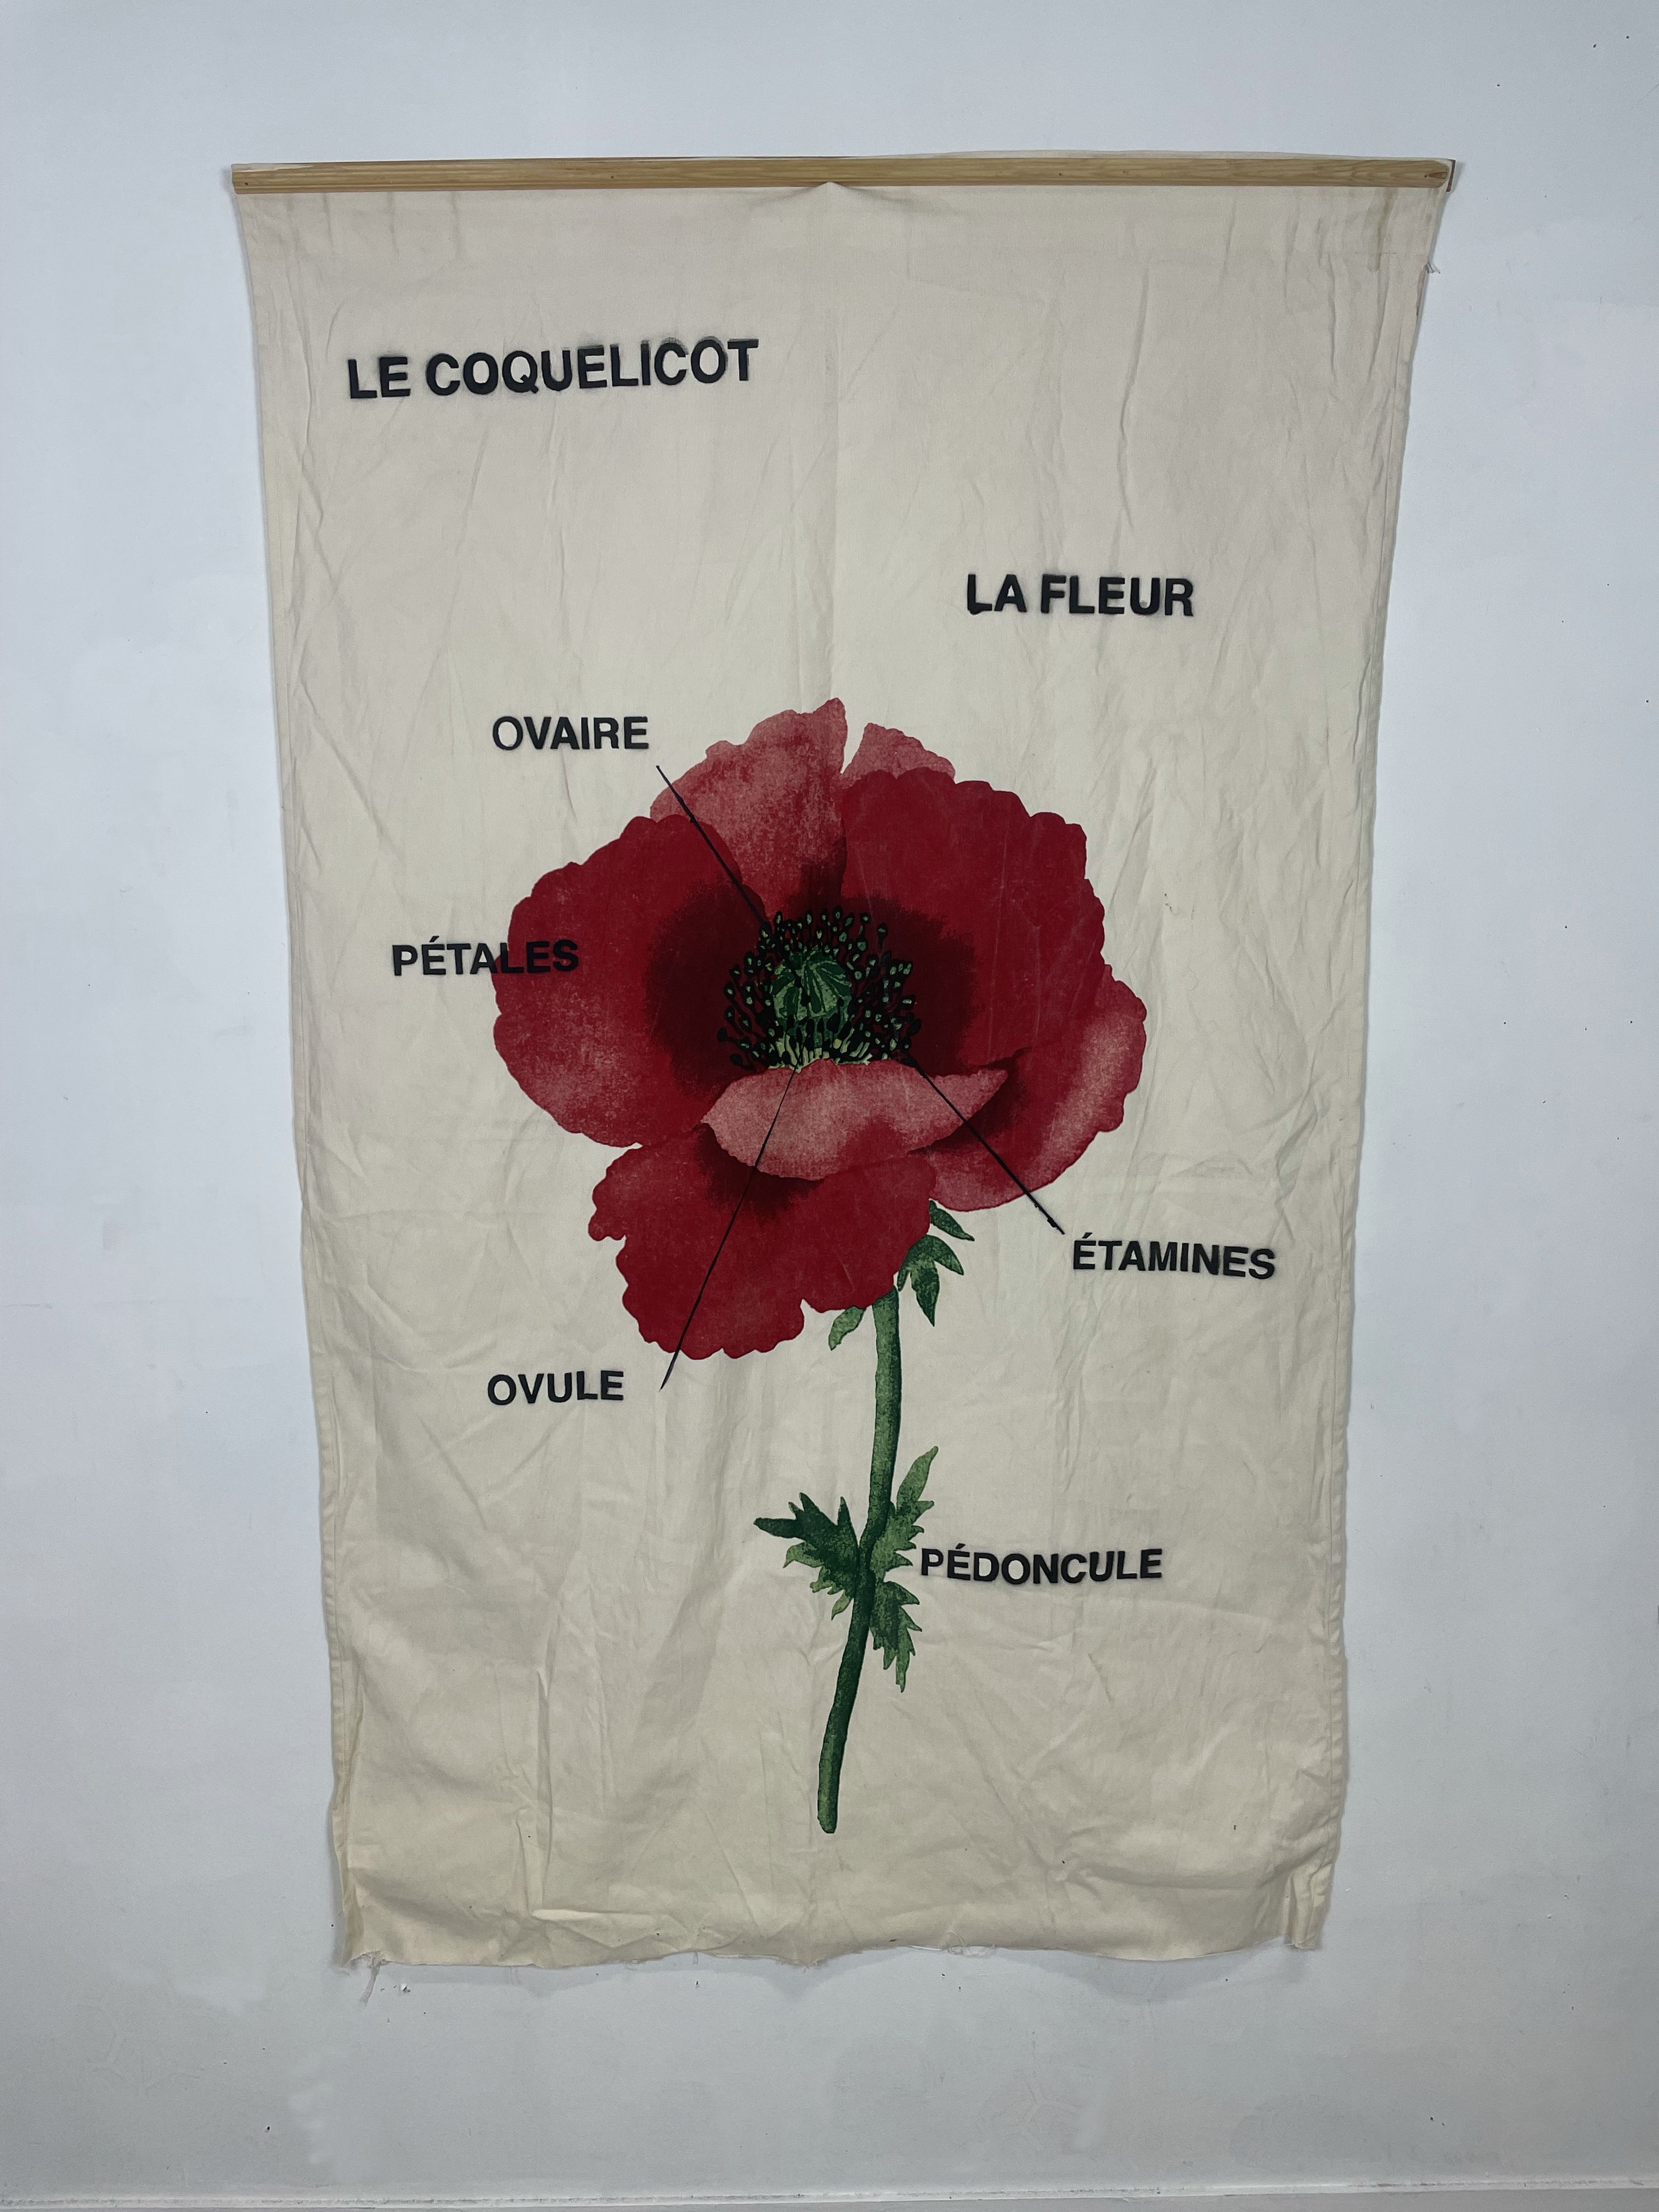 LE COQUELICOT
LA FLEUR
OVAIRE
PÉTALES
ÉTAMINES
OVULE
PÉDONCULE